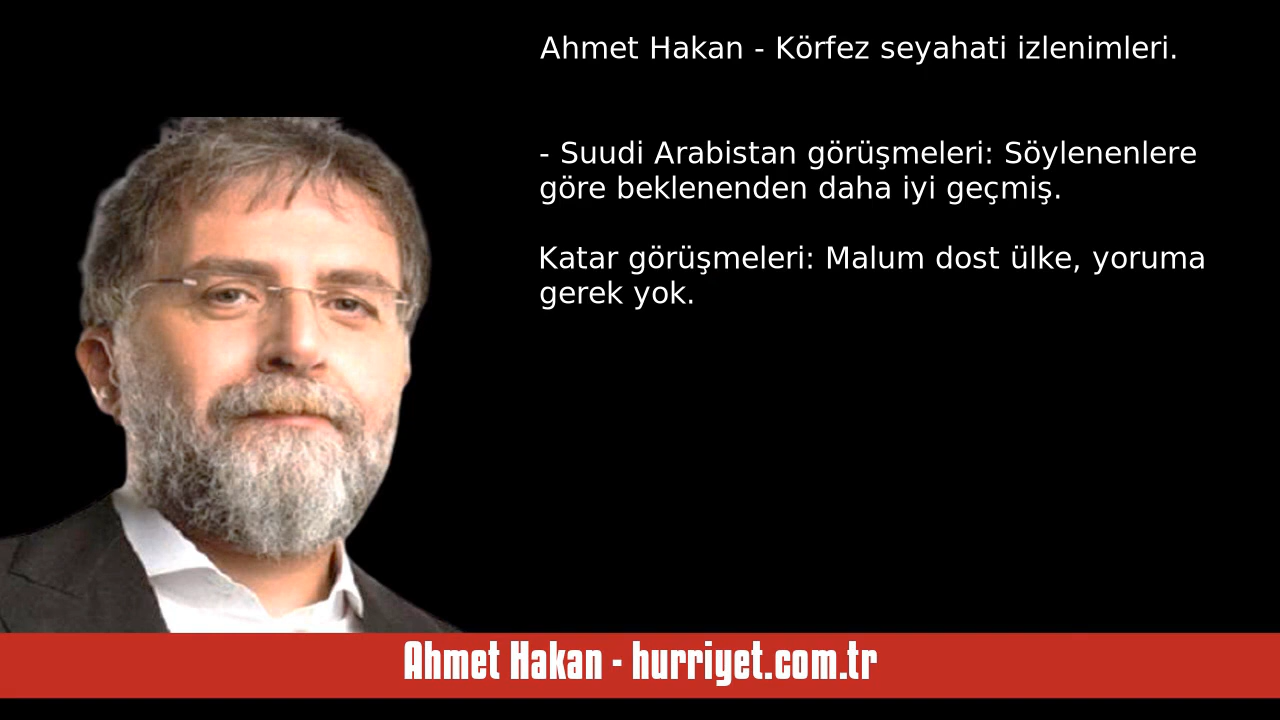 Ahmet Hakan - Körfez seyahati izlenimleri.
- Suudi Arabistan görüşmeleri: Söylenenlere
göre beklenenden daha iyi geçmiş.
Katar görüşmeleri: Malum dost ülke, yoruma
gerek yok.
Ahmet Hakan - hurriyet.com.tr